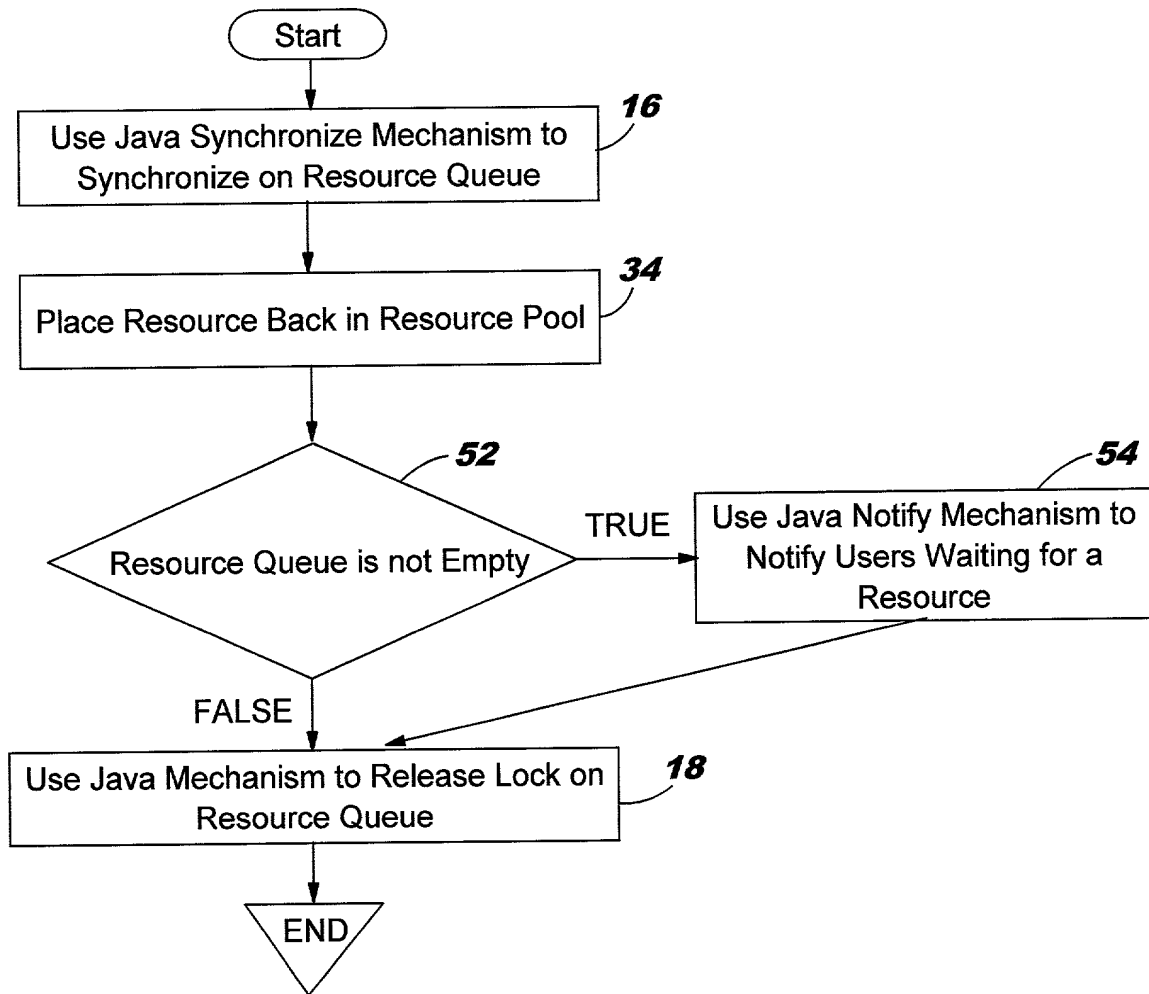 Start
16
Use Java Synchronize Mechanism to
Synchronize on Resource Queue
34
Place Resource Back in Resource Pool
52
Resource Queue is not Empty
TRUE
54
Use Java Notify Mechanism to
Notify Users Waiting for a
Resource
FALSE
18
Use Java Mechanism to Release Lock on
Resource Queue
END